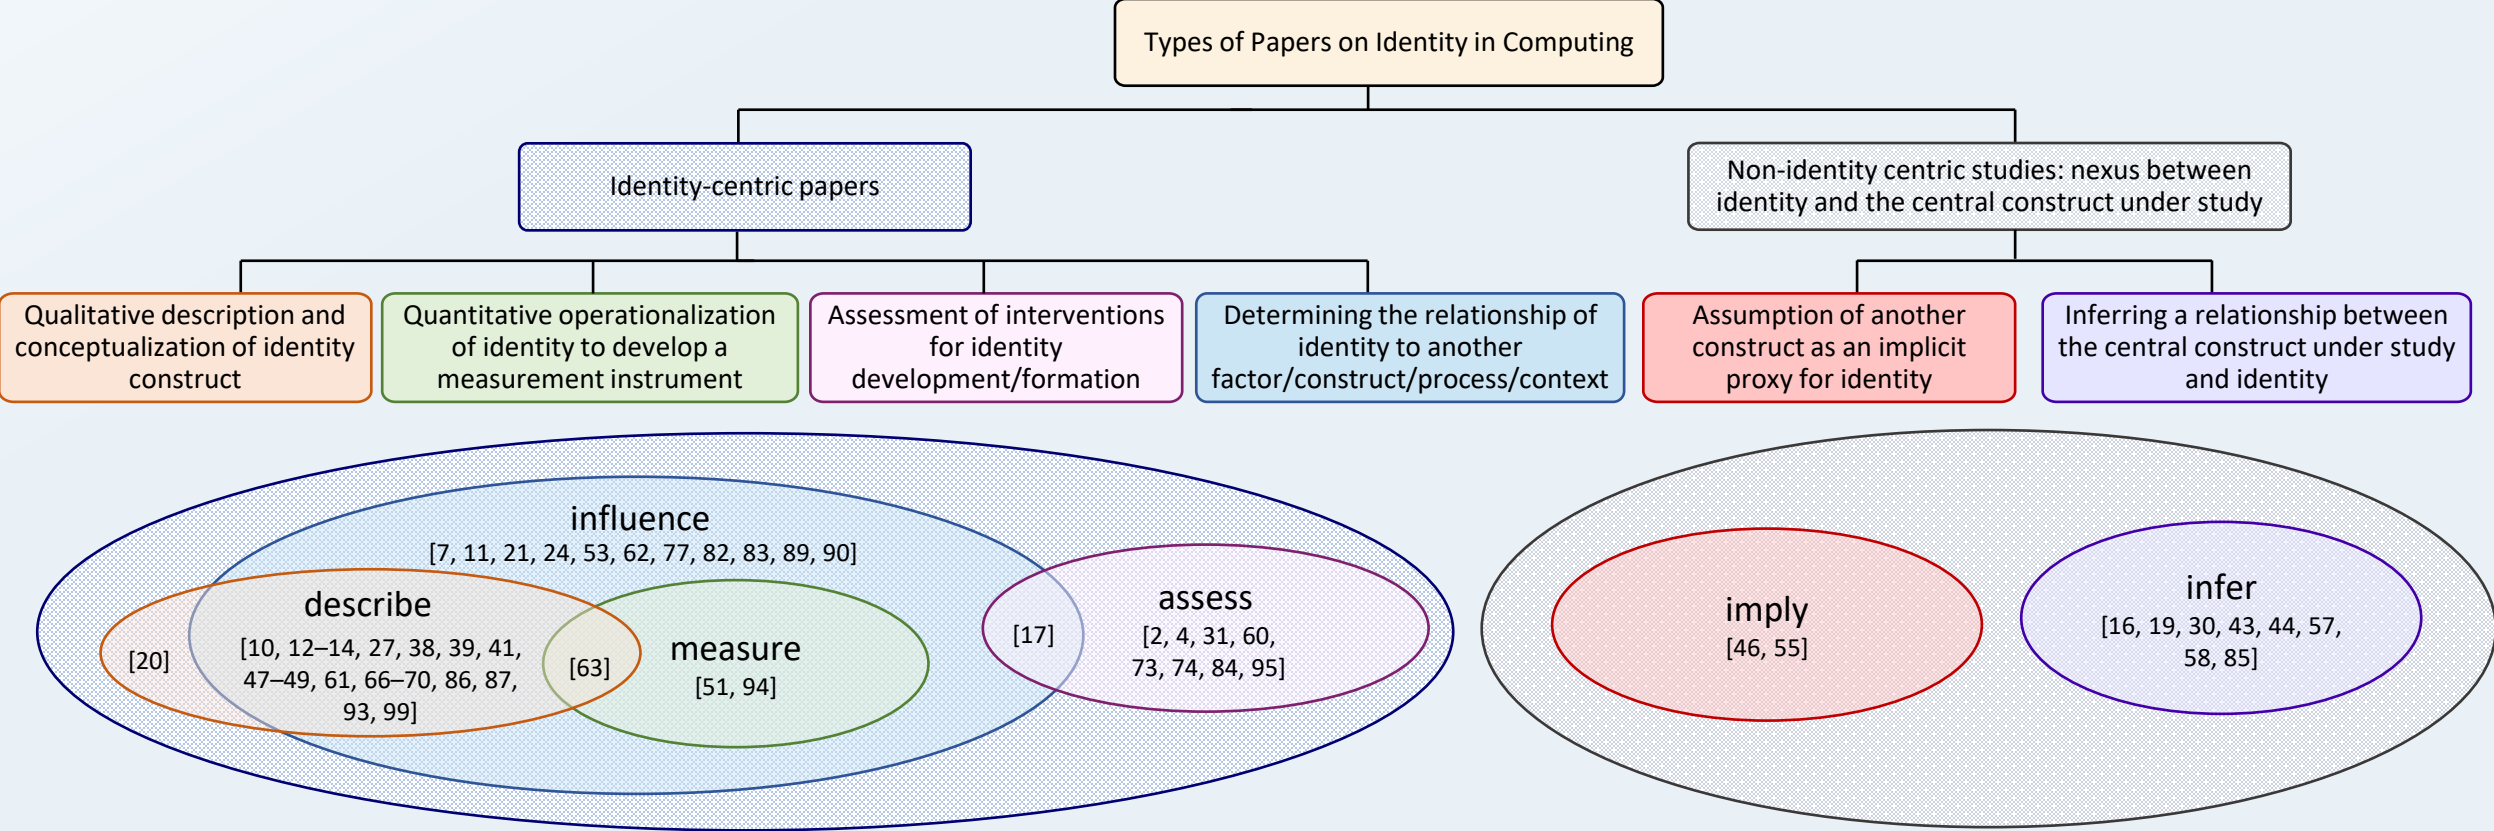 Types of Papers on Identity in Computing
Identity-centric papers
Non-identity centric studies: nexus between
identity and the central construct under study
Qualitative description and
conceptualization of identity
construct
Quantitative operationalization
of identity to develop a
measurement instrument
Assessment of interventions
for identity
development/formation
Determining the relationship of
identity to another
factor/construct/process/context
Assumption of another
construct as an implicit
proxy for identity
Inferring a relationship between
the central construct under study
and identity
influence
[7, 11, 21, 24, 53, 62, 77, 82, 83, 89, 90]
describe
[10, 12–14, 27, 38, 39, 41,
47–49, 61, 66–70, 86, 87,
93, 99]
[20]
[63]
measure
[51, 94]
[17]
assess
[2, 4, 31, 60,
73, 74, 84, 95]
imply
[46, 55]
infer
[16, 19, 30, 43, 44, 57,
58, 85]